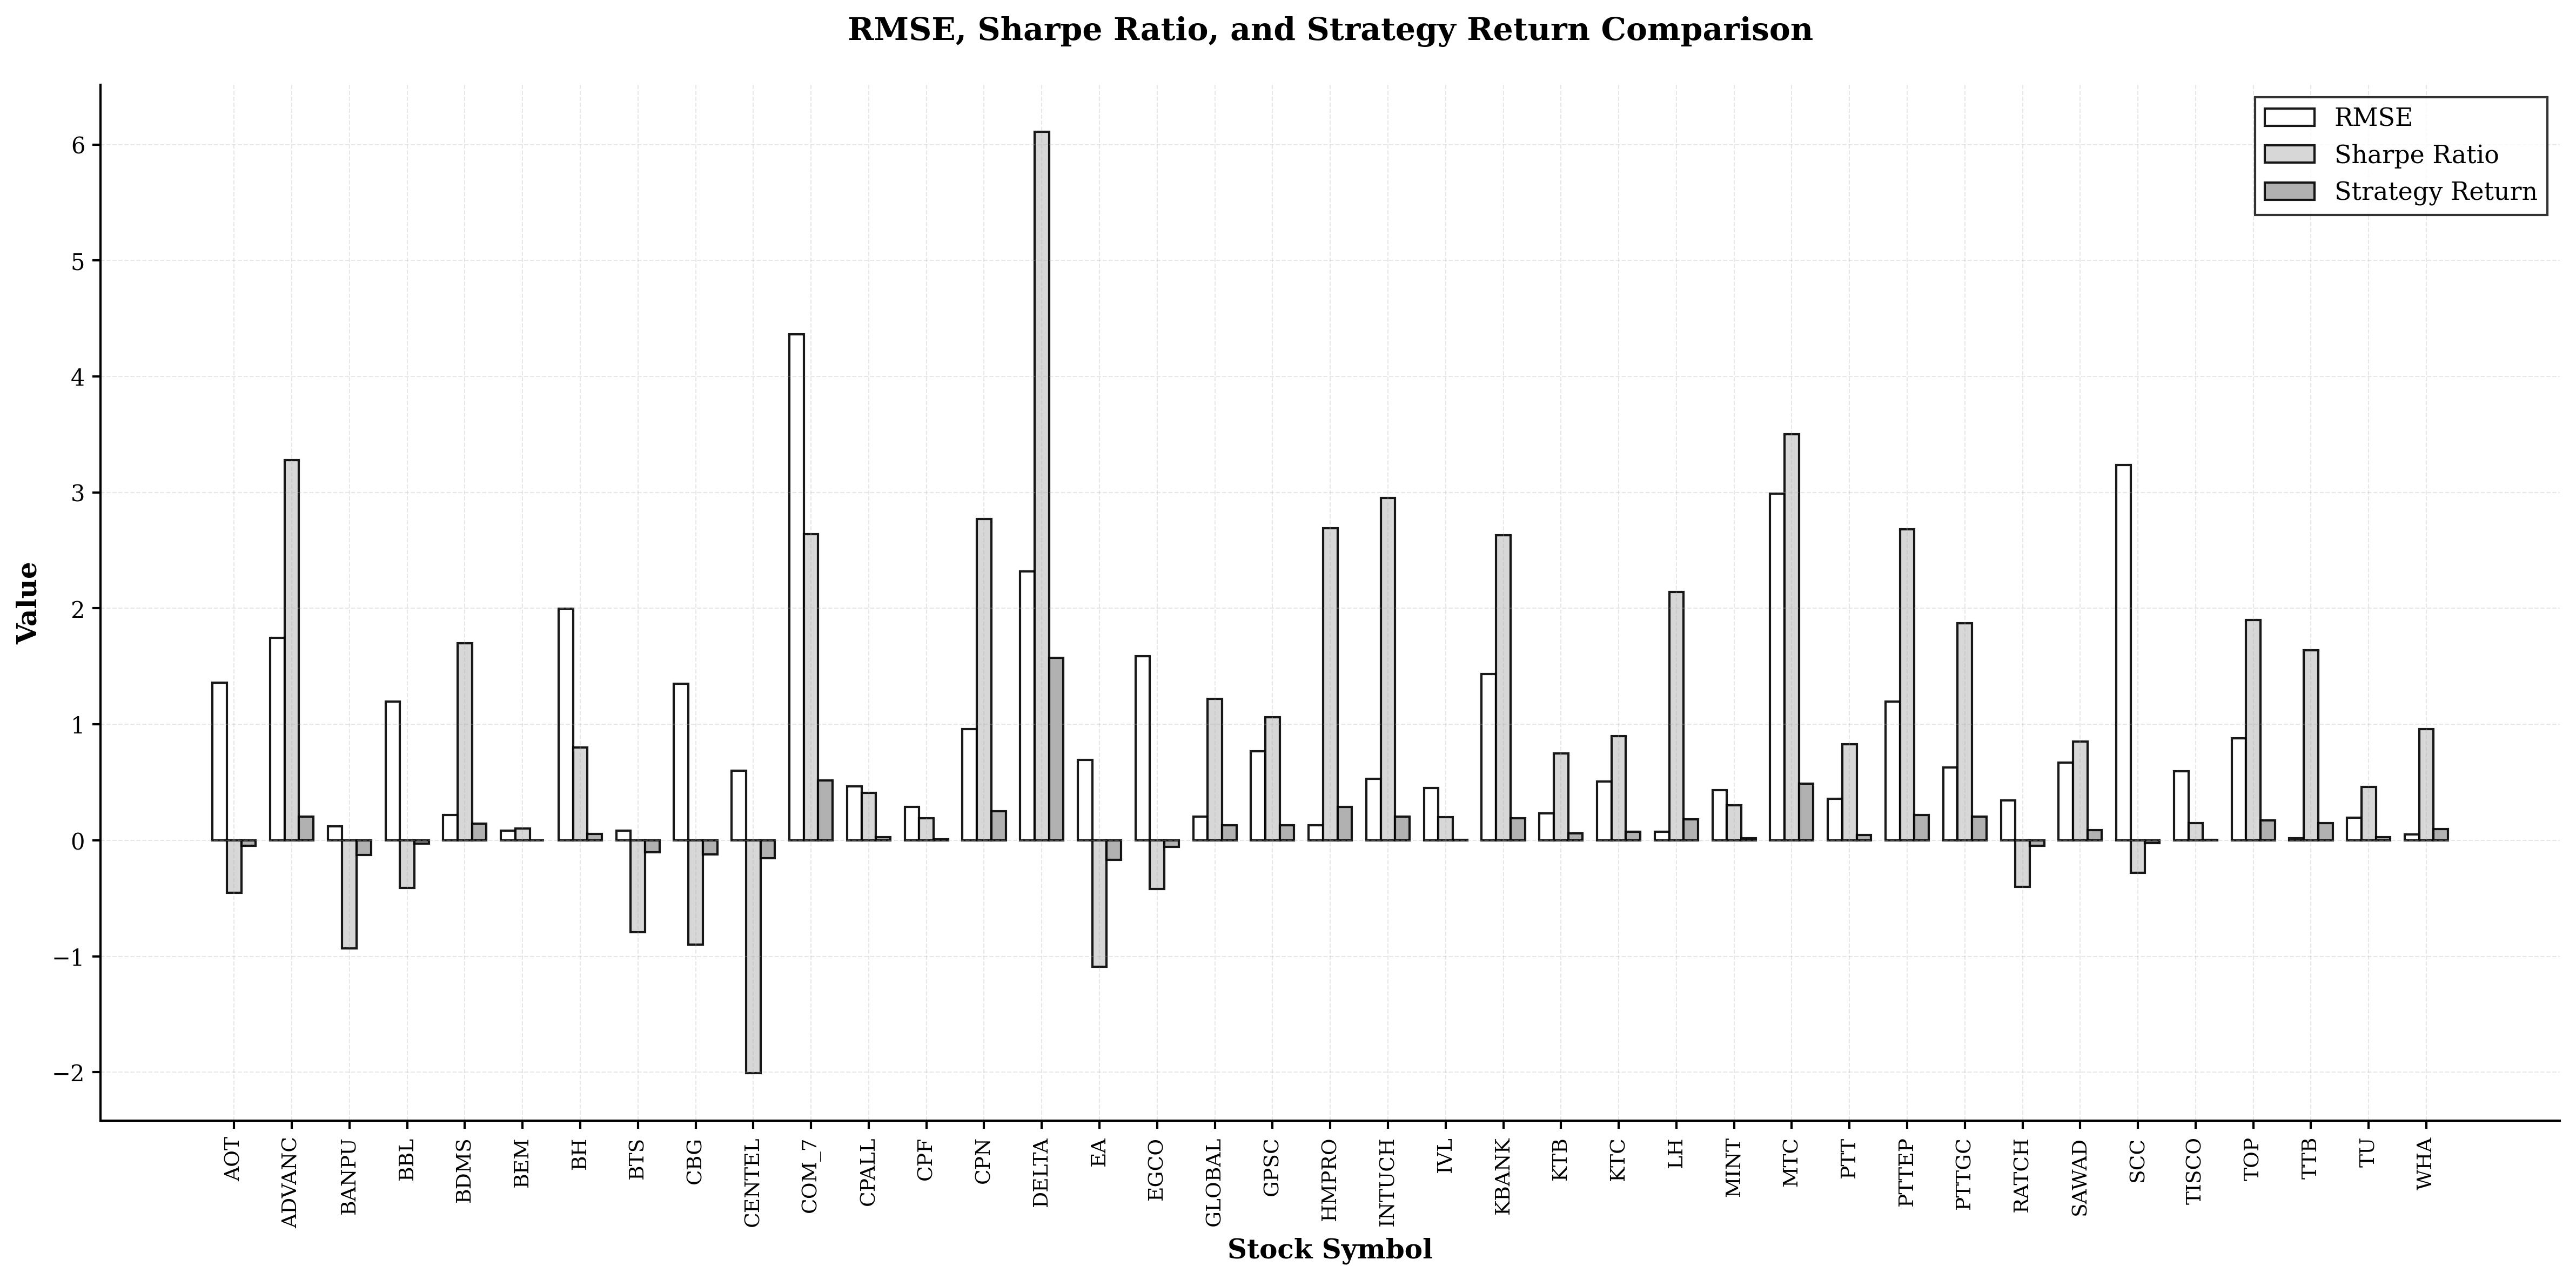 RMSE, Sharpe Ratio, and Strategy Return Comparison
RMSE
Sharpe Ratio
Strategy Return
Value
6
5
4
3
2
1
0
−1
−2
AOT
ADVANC
BANPU
BBL
BDMS
BEM
BH
BTS
CBG
CENTEL
COM_7
CPALL
CPF
CPN
DELTA
EA
EGCO
GLOBAL
GPSC
HMPRO
INTUCH
IVL
KBANK
KTB
KTC
LH
MINT
MTC
PTT
PTTEP
PTTGC
RATCH
SAWAD
SCC
TISCO
TOP
TTB
TU
WHA
Stock Symbol